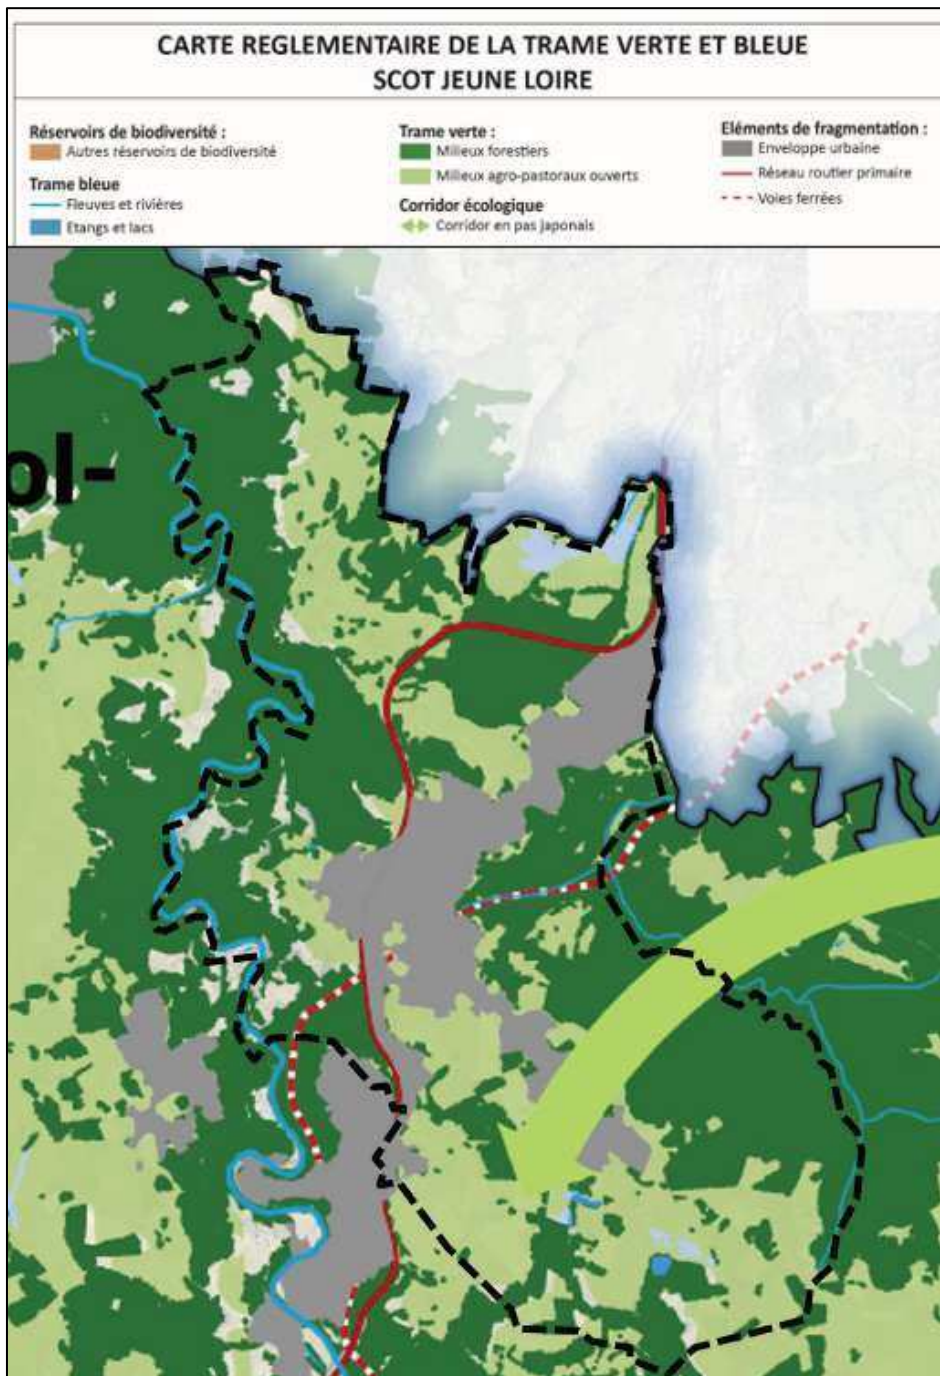 CARTE REGLEMENTAIRE DE LA TRAME VERTE ET BLEUE
SCOT JEUNE LOIRE
Réservoirs de biodiversité :
Autres réservoirs de biodiversité
Trame bleue
Fleuves et rivières
Etangs et lacs
Trame verte :
Milieux forestiers
Milieux agro-pastoraux ouverts
Corridor écologique
Corridor en pas japonais
Eléments de fragmentation :
Enveloppe urbaine
Réseau routier primaire
Voies ferrées
ol-